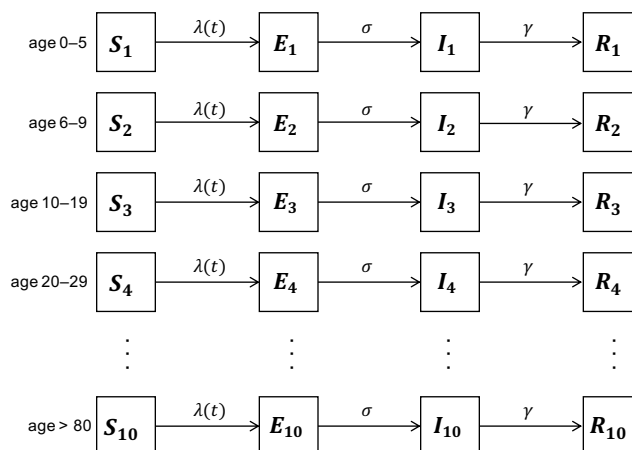 age 0–5 S₁ λ(t) E₁ σ I₁ γ R₁
age 6–9 S₂ λ(t) E₂ σ I₂ γ R₂
age 10–19 S₃ λ(t) E₃ σ I₃ γ R₃
age 20–29 S₄ λ(t) E₄ σ I₄ γ R₄
age > 80 S₁₀ λ(t) E₁₀ σ I₁₀ γ R₁₀